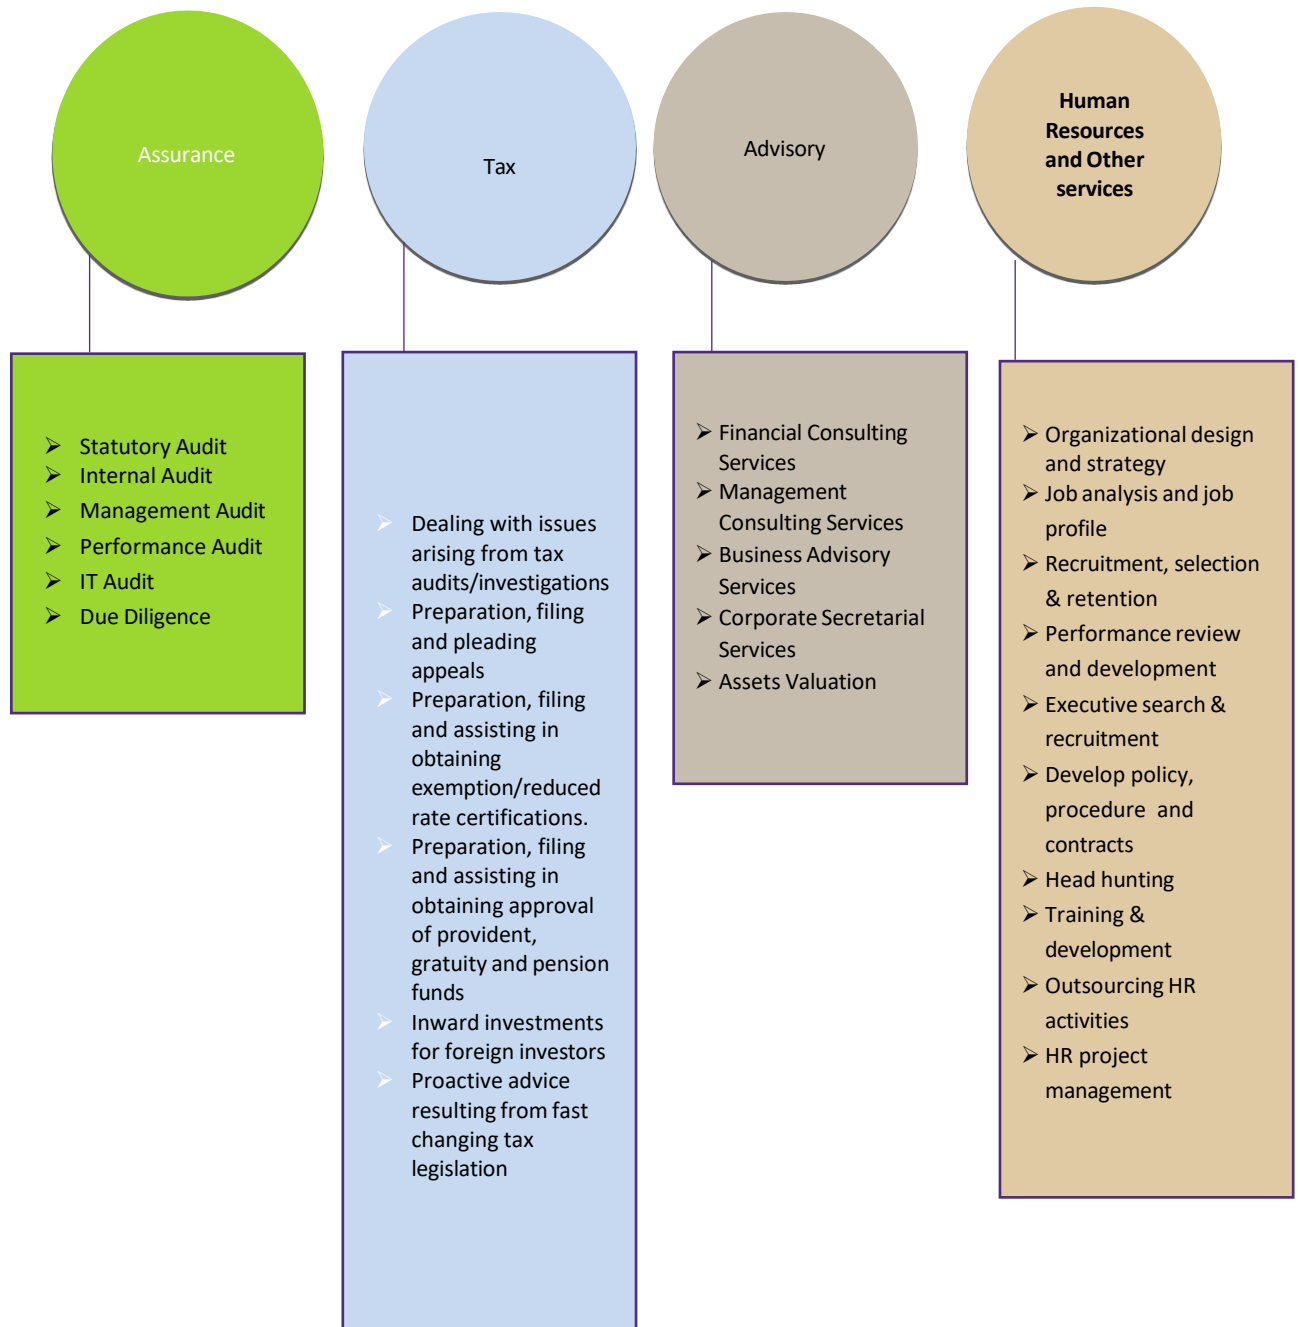 Assurance
Tax
Advisory
Human
Resources
and Other
services
➢ Statutory Audit
➢ Internal Audit
➢ Management Audit
➢ Performance Audit
➢ IT Audit
➢ Due Diligence
➢ Dealing with issues
arising from tax
audits/investigations
➢ Preparation, filing
and pleading
appeals
➢ Preparation, filing
and assisting in
obtaining
exemption/reduced
rate certifications.
➢ Preparation, filing
and assisting in
obtaining approval
of provident,
gratuity and pension
funds
➢ Inward investments
for foreign investors
➢ Proactive advice
resulting from fast
changing tax
legislation
➢ Financial Consulting
Services
➢ Management
Consulting Services
➢ Business Advisory
Services
➢ Corporate Secretarial
Services
➢ Assets Valuation
➢ Organizational design
and strategy
➢ Job analysis and job
profile
➢ Recruitment, selection
& retention
➢ Performance review
and development
➢ Executive search &
recruitment
➢ Develop policy,
procedure and
contracts
➢ Head hunting
➢ Training &
development
➢ Outsourcing HR
activities
➢ HR project
management